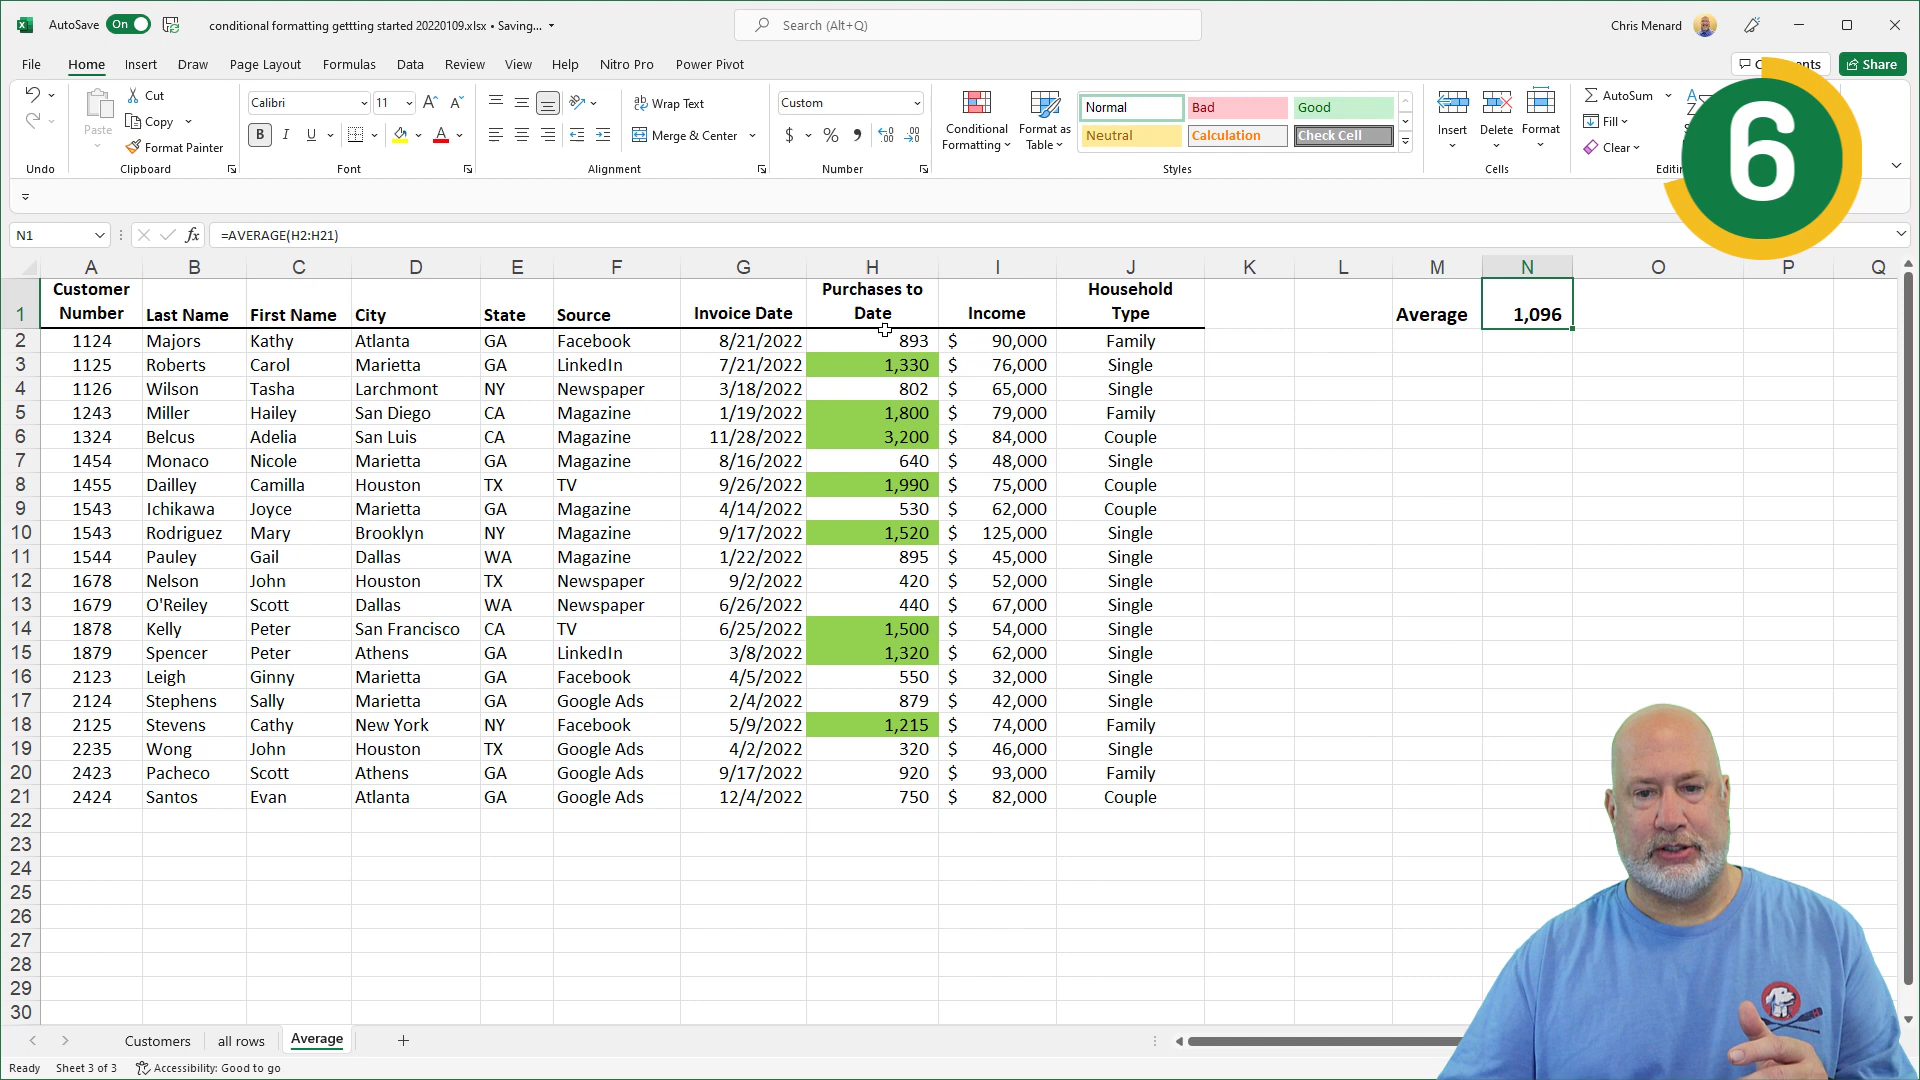 AutoSave On conditional formatting gettting started 20220109.xlsx • Saving... Search (Alt+Q) Chris Menard
File Home Insert Draw Page Layout Formulas Data Review View Help Nitro Pro Power Pivot Share
Cut
Copy
Format Painter
Paste
Undo Clipboard
Calibri 11
B I U A
Font
Wrap Text
Merge & Center
Alignment
Custom
$ % 9
Number
Conditional Formatting
Format as Table
Normal Bad Good
Neutral Calculation Check Cell
Styles
Insert Delete Format
Cells
AutoSum
Fill
Clear
6
N1 fx =AVERAGE(H2:H21)
A B C D E F G H I J K L M N O P Q
1 Customer Number Last Name First Name City State Source Invoice Date Purchases to Date Income Household Type Average 1,096
2 1124 Majors Kathy Atlanta GA Facebook 8/21/2022 893 $ 90,000 Family
3 1125 Roberts Carol Marietta GA LinkedIn 7/21/2022 1,330 $ 76,000 Single
4 1126 Wilson Tasha Larchmont NY Newspaper 3/18/2022 802 $ 65,000 Single
5 1243 Miller Hailey San Diego CA Magazine 1/19/2022 1,800 $ 79,000 Family
6 1324 Belcus Adelia San Luis CA Magazine 11/28/2022 3,200 $ 84,000 Couple
7 1454 Monaco Nicole Marietta GA Magazine 8/16/2022 640 $ 48,000 Single
8 1455 Dailley Camilla Houston TX TV 9/26/2022 1,990 $ 75,000 Couple
9 1543 Ichikawa Joyce Marietta GA Magazine 4/14/2022 530 $ 62,000 Couple
10 1543 Rodriguez Mary Brooklyn NY Magazine 9/17/2022 1,520 $ 125,000 Single
11 1544 Pauley Gail Dallas WA Magazine 1/22/2022 895 $ 45,000 Single
12 1678 Nelson John Houston TX Newspaper 9/2/2022 420 $ 52,000 Single
13 1679 O'Reiley Scott Dallas WA Newspaper 6/26/2022 440 $ 67,000 Single
14 1878 Kelly Peter San Francisco CA TV 6/25/2022 1,500 $ 54,000 Single
15 1879 Spencer Peter Athens GA LinkedIn 3/8/2022 1,320 $ 62,000 Single
16 2123 Leigh Ginny Marietta GA Facebook 4/5/2022 550 $ 32,000 Single
17 2124 Stephens Sally Marietta GA Google Ads 2/4/2022 879 $ 42,000 Single
18 2125 Stevens Cathy New York NY Facebook 5/9/2022 1,215 $ 74,000 Family
19 2235 Wong John Houston TX Google Ads 4/2/2022 320 $ 46,000 Single
20 2423 Pacheco Scott Athens GA Google Ads 9/17/2022 920 $ 93,000 Family
21 2424 Santos Evan Atlanta GA Google Ads 12/4/2022 750 $ 82,000 Couple
22
23
24
25
26
27
28
29
30
Customers all rows Average
Ready Sheet 3 of 3 Accessibility: Good to go